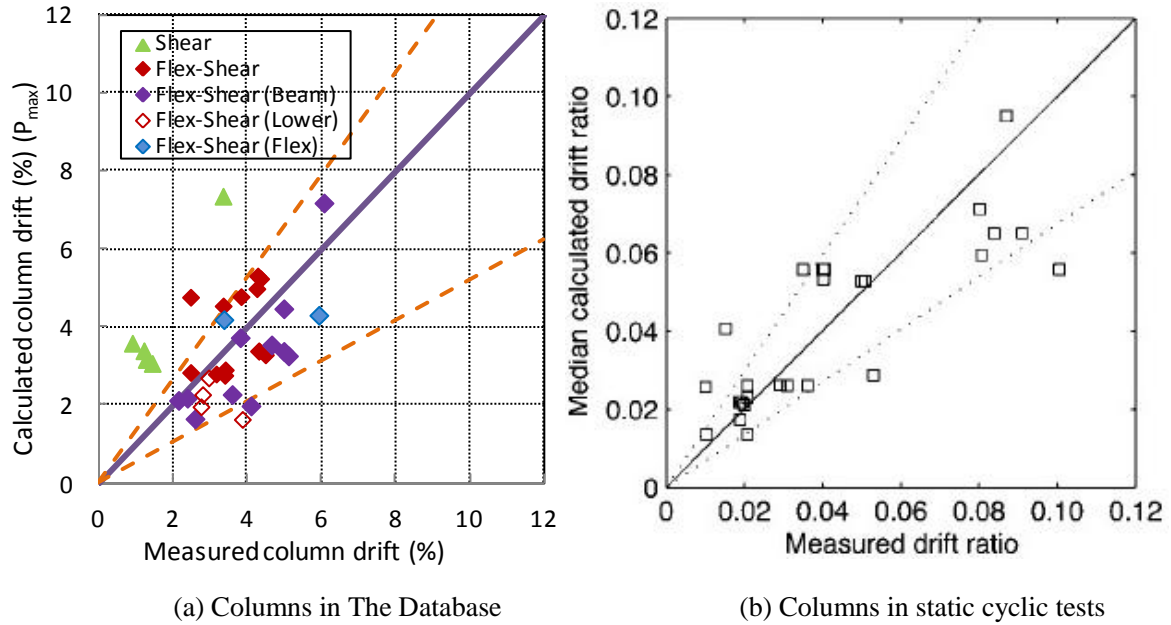 Calculated column drift (%) (Pmax)
12
10
8
6
4
2
0
Shear
Flex-Shear
Flex-Shear (Beam)
Flex-Shear (Lower)
Flex-Shear (Flex)
0 2 4 6 8 10 12
Measured column drift (%)
(a) Columns in The Database
Median calculated drift ratio
0.12
0.10
0.08
0.06
0.04
0.02
0
0 0.02 0.04 0.06 0.08 0.10 0.12
Measured drift ratio
(b) Columns in static cyclic tests